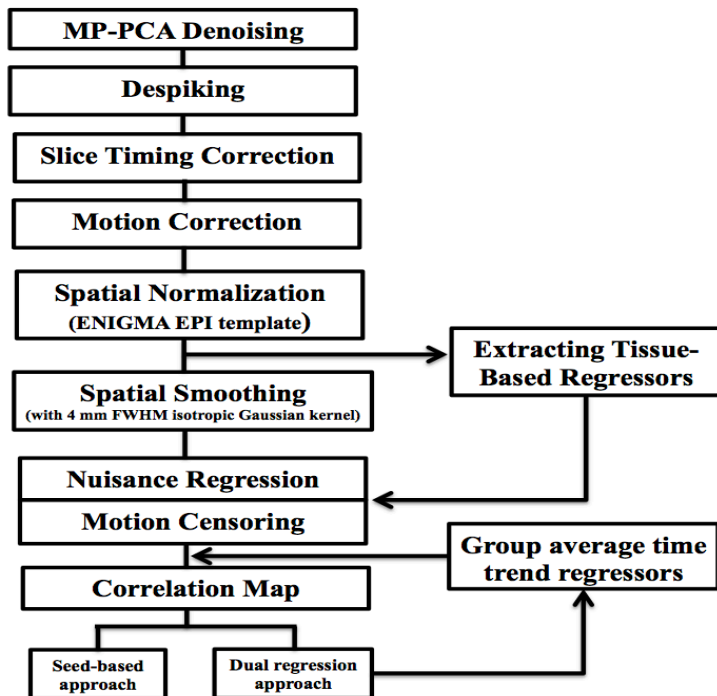 MP-PCA Denoising
Despiking
Slice Timing Correction
Motion Correction
Spatial Normalization
(ENIGMA EPI template)
Extracting Tissue-
Based Regressors
Spatial Smoothing
(with 4 mm FWHM isotropic Gaussian kernel)
Nuisance Regression
Motion Censoring
Group average time
trend regressors
Correlation Map
Seed-based
approach
Dual regression
approach